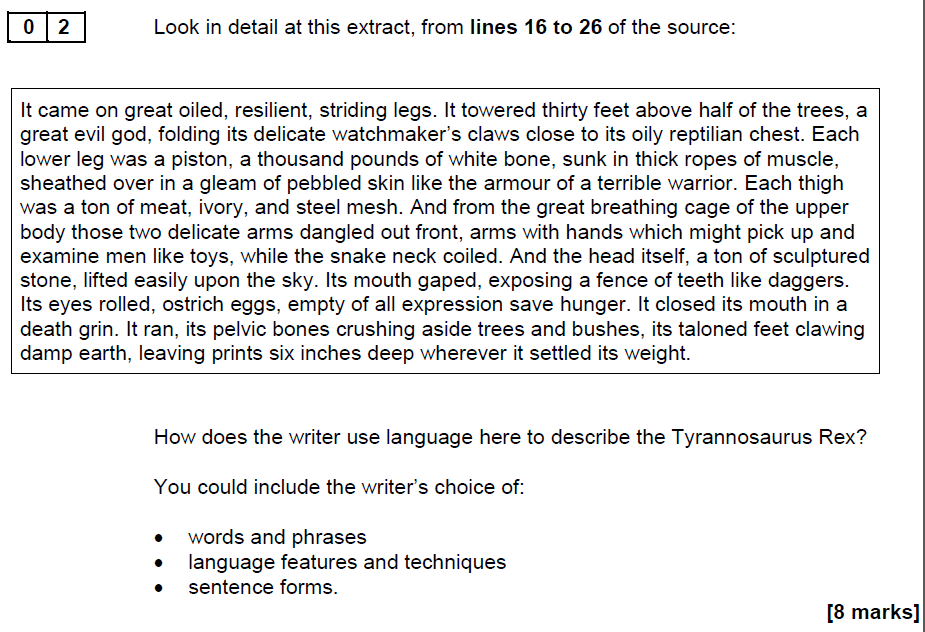 0 2 Look in detail at this extract, from lines 16 to 26 of the source:
It came on great oiled, resilient, striding legs. It towered thirty feet above half of the trees, a
great evil god, folding its delicate watchmaker's claws close to its oily reptilian chest. Each
lower leg was a piston, a thousand pounds of white bone, sunk in thick ropes of muscle,
sheathed over in a gleam of pebbled skin like the armour of a terrible warrior. Each thigh
was a ton of meat, ivory, and steel mesh. And from the great breathing cage of the upper
body those two delicate arms dangled out front, arms with hands which might pick up and
examine men like toys, while the snake neck coiled. And the head itself, a ton of sculptured
stone, lifted easily upon the sky. Its mouth gaped, exposing a fence of teeth like daggers.
Its eyes rolled, ostrich eggs, empty of all expression save hunger. It closed its mouth in a
death grin. It ran, its pelvic bones crushing aside trees and bushes, its taloned feet clawing
damp earth, leaving prints six inches deep wherever it settled its weight.
How does the writer use language here to describe the Tyrannosaurus Rex?
You could include the writer's choice of:
• words and phrases
• language features and techniques
• sentence forms.
[8 marks]